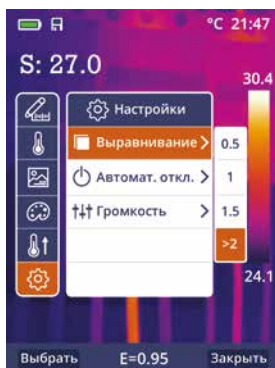 °C 21:47
S: 27.0
30.4
Настройки
Выравнивание
0.5
Автомат. откл.
1
Громкость
1.5
>2
24.1
Выбрать E=0.95 Закрыть